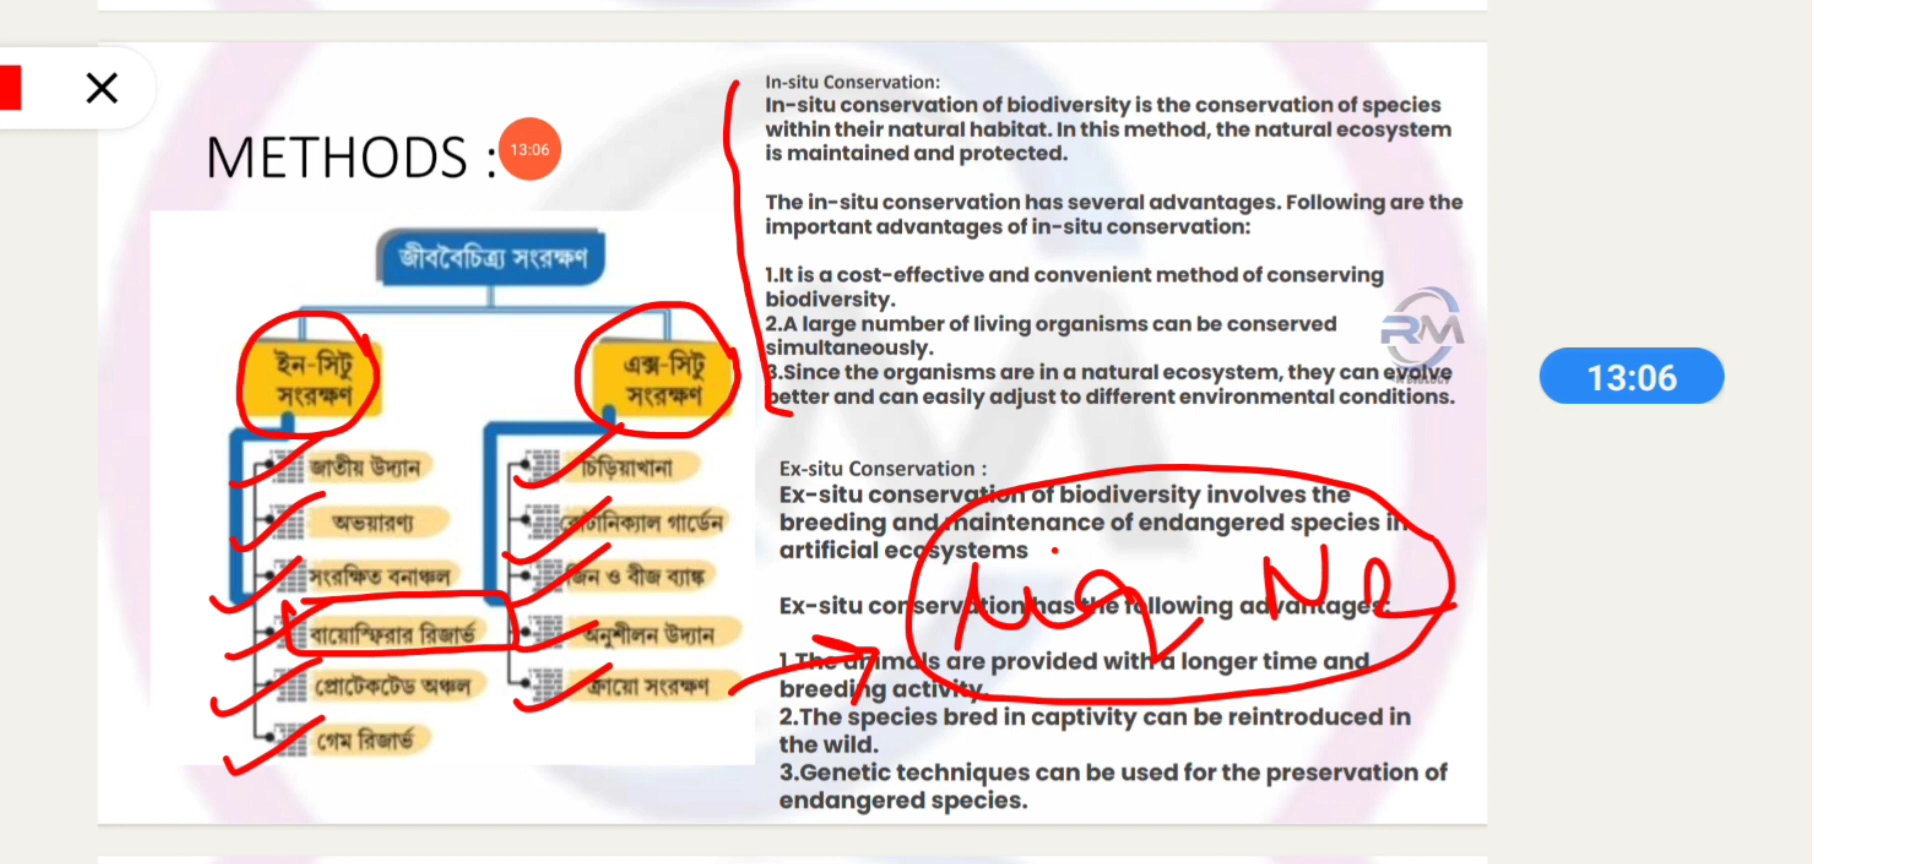 METHODS :
13:06
জীববৈচিত্র্য সংরক্ষণ
ইন-সিটু
সংরক্ষণ
জাতীয় উদ্যান
অভয়ারণ্য
সংরক্ষিত বনাঞ্চল
বায়োস্ফিয়ার রিজার্ভ
প্রোটেকটেড অঞ্চল
গেম রিজার্ভ
এক্স-সিটু
সংরক্ষণ
চিড়িয়াখানা
বোটানিক্যাল গার্ডেন
জিন ও বীজ ব্যাঙ্ক
অনুশীলন উদ্যান
ক্রায়ো সংরক্ষণ
In-situ Conservation:
In-situ conservation of biodiversity is the conservation of species
within their natural habitat. In this method, the natural ecosystem
is maintained and protected.
The in-situ conservation has several advantages. Following are the
important advantages of in-situ conservation:
1.It is a cost-effective and convenient method of conserving
biodiversity.
2.A large number of living organisms can be conserved
simultaneously.
3.Since the organisms are in a natural ecosystem, they can evolve
better and can easily adjust to different environmental conditions.
RM
Ex-situ Conservation :
Ex-situ conservation of biodiversity involves the
breeding and maintenance of endangered species in
artificial ecosystems
Ex-situ conservation has the following advantages:
1.The animals are provided with a longer time and
breeding activity.
2.The species bred in captivity can be reintroduced in
the wild.
3.Genetic techniques can be used for the preservation of
endangered species.
13:06